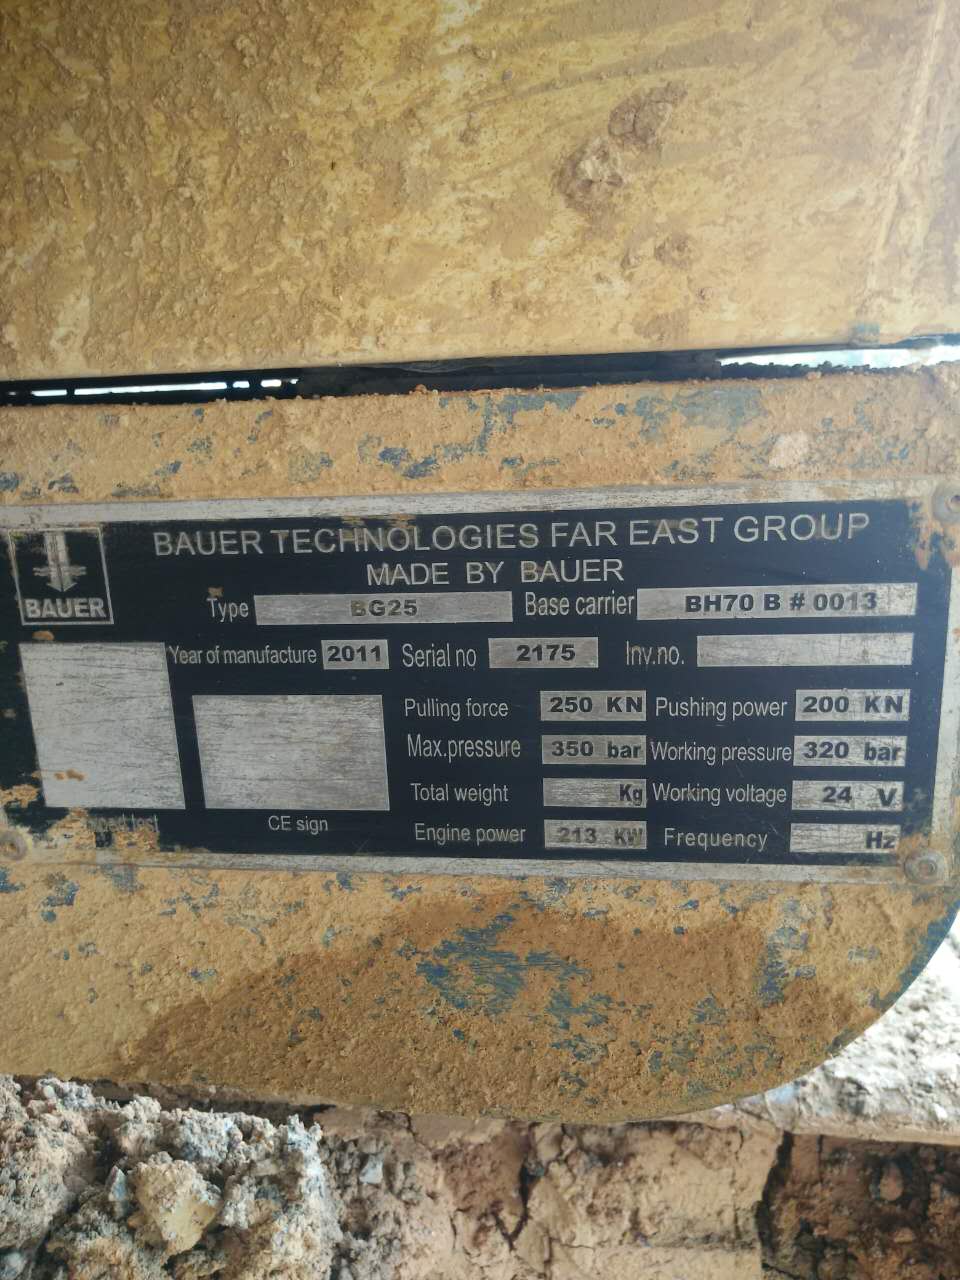 BAUER TECHNOLOGIES FAR EAST GROUP
MADE BY BAUER
BAUER
Type BG25 Base carrier BH70 B # 0013
Year of manufacture 2011 Serial no 2175 Inv.no.
Pulling force 250 KN Pushing power 200 KN
Max.pressure 350 bar Working pressure 320 bar
Total weight Kg Working voltage 24 V
CE sign
Engine power 213 KW Frequency Hz